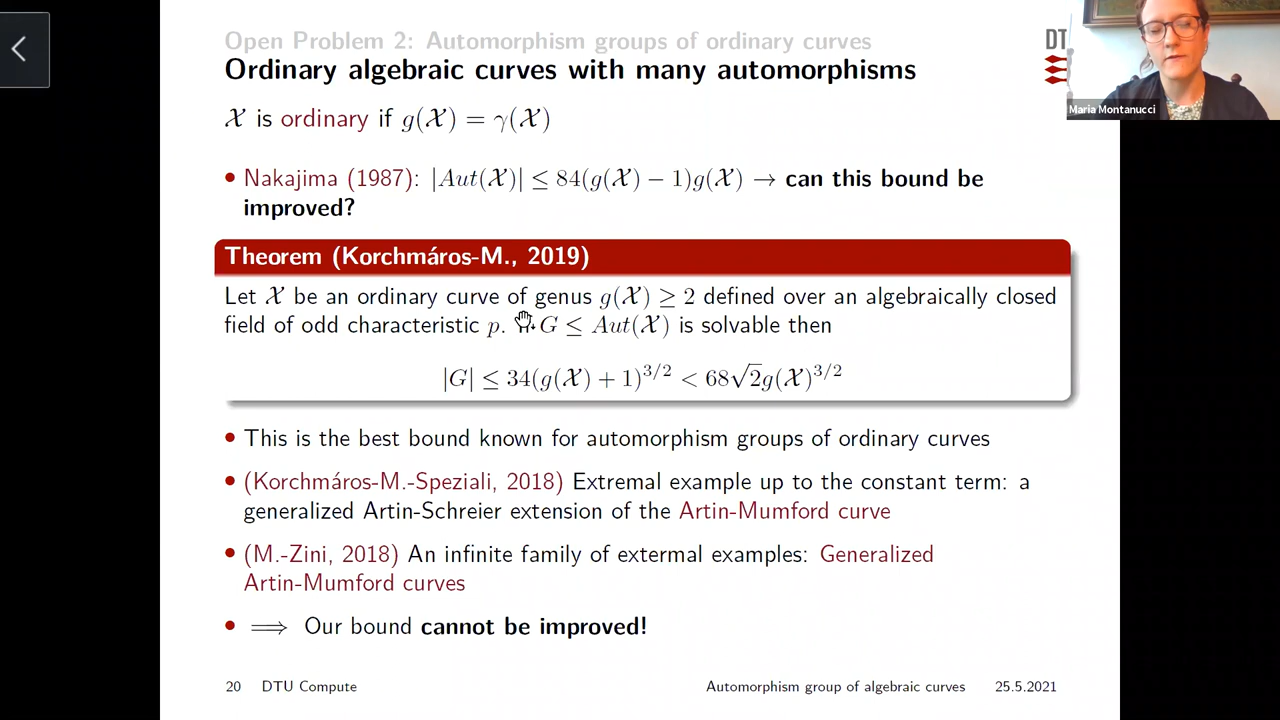 Open Problem 2: Automorphism groups of ordinary curves
Ordinary algebraic curves with many automorphisms
DT
Maria Montanucci
𝒳 is ordinary if g(𝒳) = γ(𝒳)
• Nakajima (1987): |Aut(𝒳)| ≤ 84(g(𝒳) − 1)g(𝒳) → can this bound be
improved?
Theorem (Korchmáros-M., 2019)
Let 𝒳 be an ordinary curve of genus g(𝒳) ≥ 2 defined over an algebraically closed
field of odd characteristic p. G ≤ Aut(𝒳) is solvable then
|G| ≤ 34(g(𝒳) + 1)^{3/2} < 68√2g(𝒳)^{3/2}
• This is the best bound known for automorphism groups of ordinary curves
• (Korchmáros-M.-Speziali, 2018) Extremal example up to the constant term: a
generalized Artin-Schreier extension of the Artin-Mumford curve
• (M.-Zini, 2018) An infinite family of extermal examples: Generalized
Artin-Mumford curves
• ⟹ Our bound cannot be improved!
20 DTU Compute Automorphism group of algebraic curves 25.5.2021